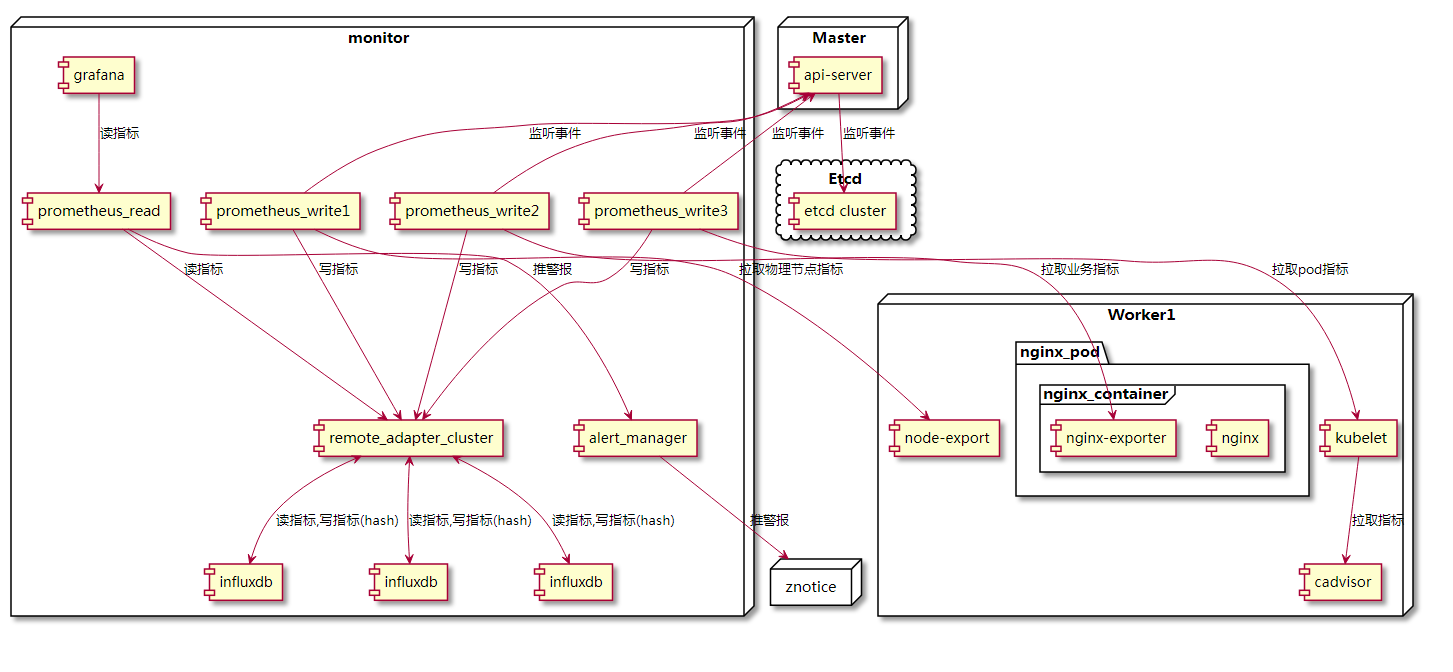 monitor
Master
grafana
api-server
读指标
监听事件
监听事件
监听事件
监听事件
Etcd
prometheus_read
prometheus_write1
prometheus_write2
prometheus_write3
etcd cluster
读指标
写指标
写指标
推警报
写指标
拉取物理节点指标
拉取业务指标
拉取pod指标
Worker1
nginx_pod
nginx_container
remote_adapter_cluster
alert_manager
node-export
nginx-exporter
nginx
kubelet
读指标,写指标(hash)
读指标,写指标(hash)
读指标,写指标(hash)
推警报
拉取指标
influxdb
influxdb
influxdb
znotice
cadvisor